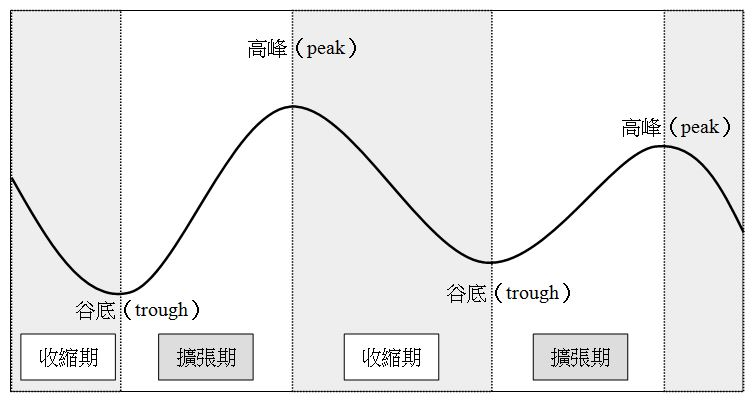 高峰（peak）
高峰（peak）
谷底（trough）
谷底（trough）
收縮期
擴張期
收縮期
擴張期